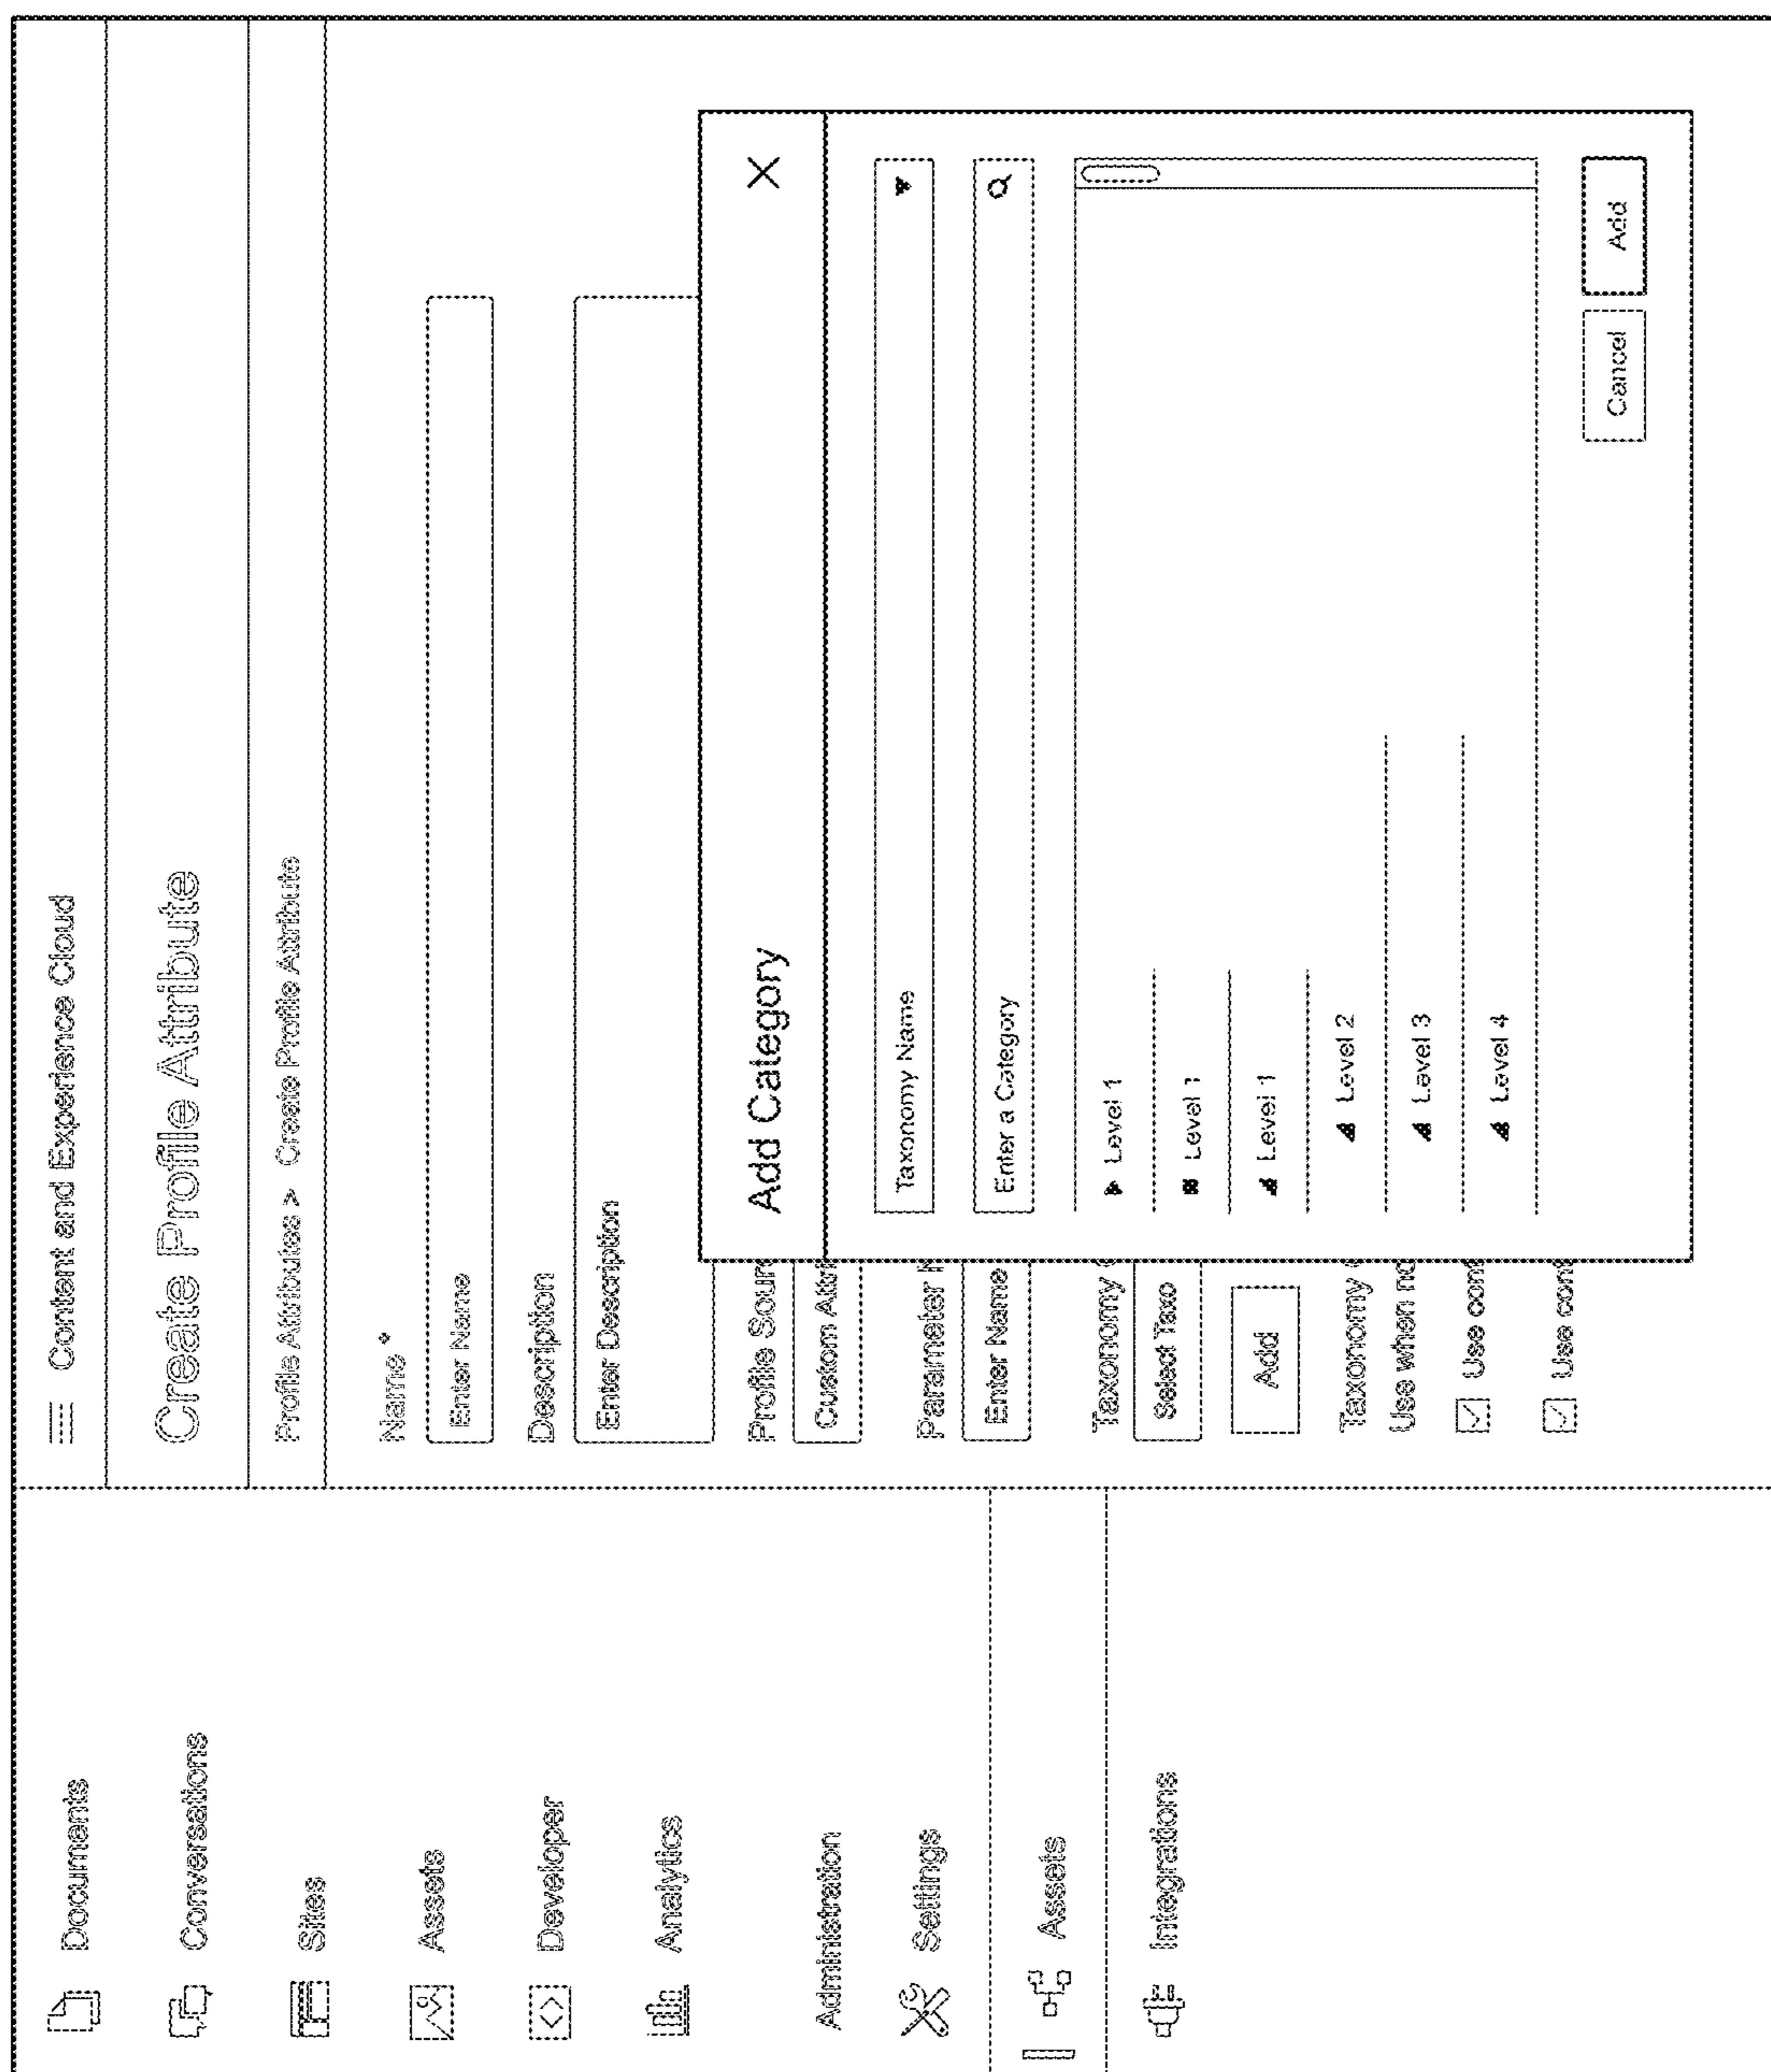 Documents
Conversations
Sites
Assets
Developer
Analytics
Administration
Settings
Assets
Integrations
Content and Experience Cloud
Create Profile Attribute
Profile Attributes > Create Profile Attribute
Name *
Enter Name
Description
Enter Description
Profile Sour
Custom Attri
Parameter N
Enter Name
Taxonomy
Select Taxo
Add
Taxonomy
Use when no
Use cont
Use cont
Add Category
Taxonomy Name
Enter a Category
Level 1
Level 1
Level 1
Level 2
Level 3
Level 4
Cancel
Add